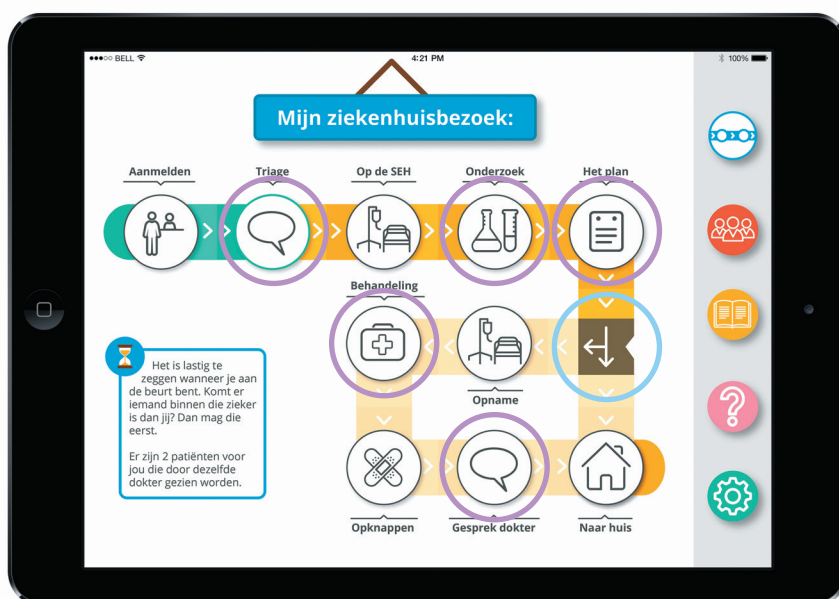 BELL
4:21 PM
100%
Mijn ziekenhuisbezoek:
Aanmelden
Triage
Op de SEH
Onderzoek
Het plan
Behandeling
Opname
Het is lastig te
zeggen wanneer je aan
de beurt bent. Komt er
iemand binnen die zieker
is dan jij? Dan mag die
eerst.
Er zijn 2 patiënten voor
jou die door dezelfde
dokter gezien worden.
Opknappen
Gesprek dokter
Naar huis